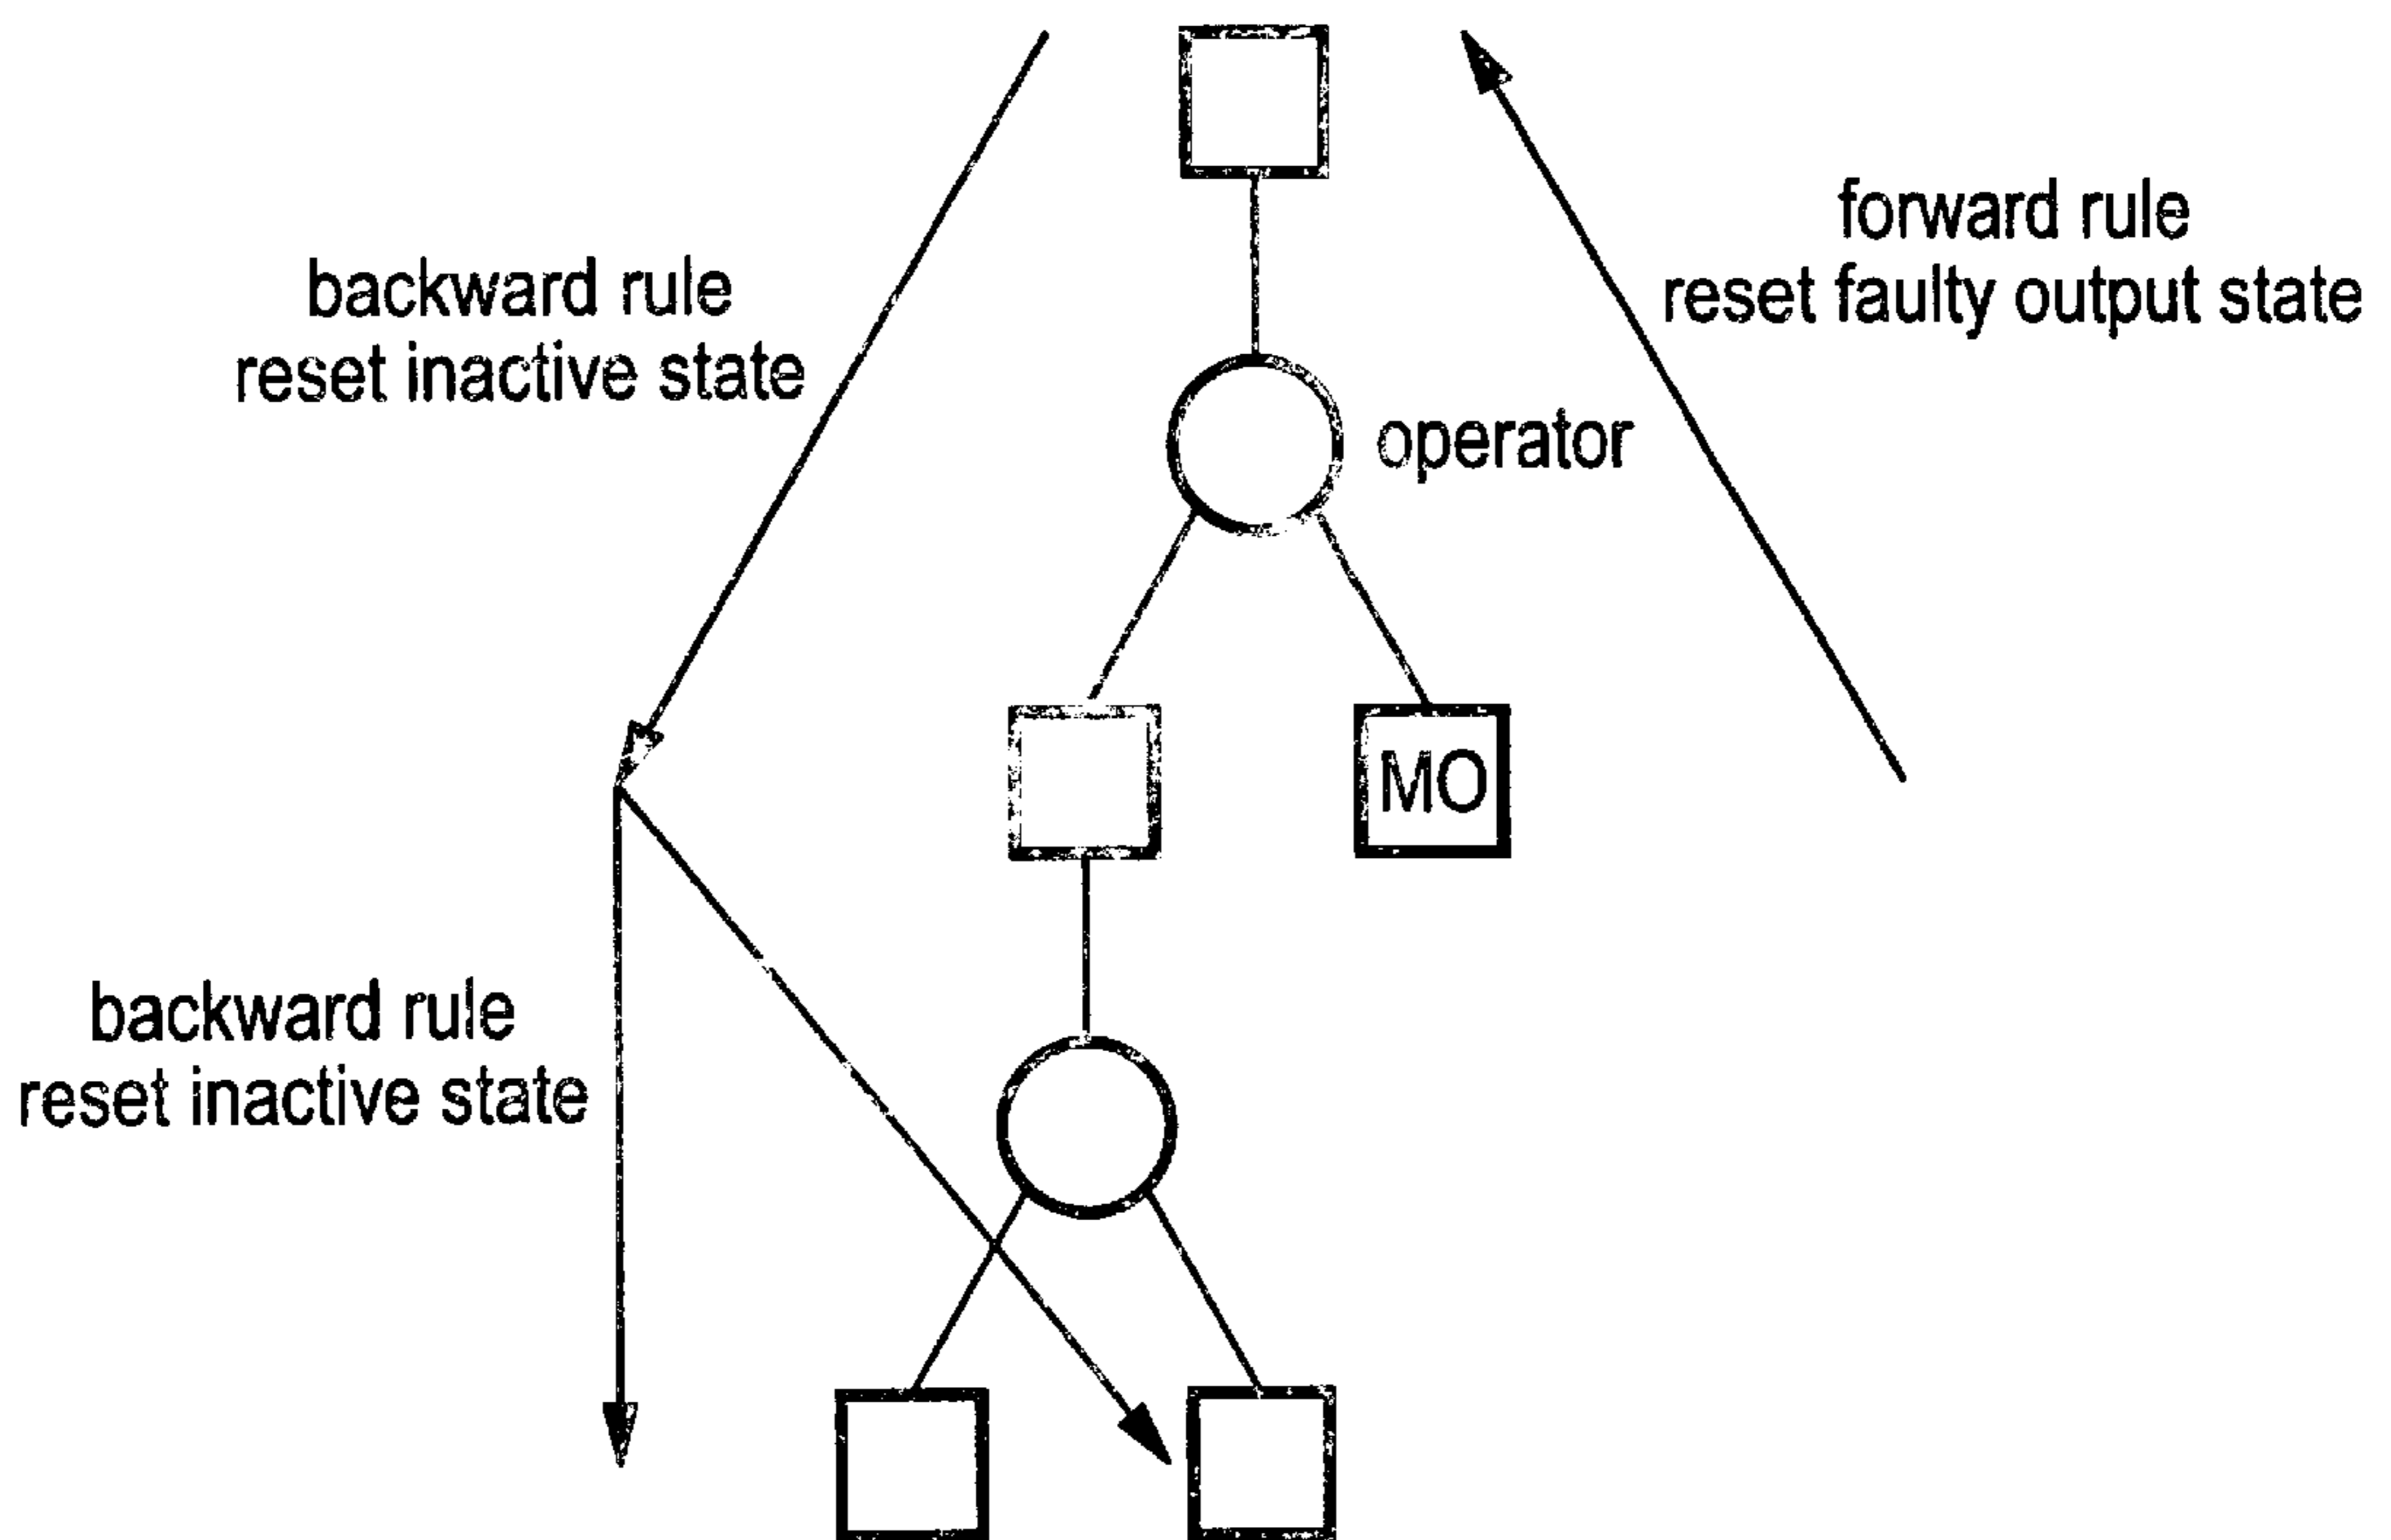 forward rule
reset faulty output state
backward rule
reset inactive state
operator
MO
backward rule
reset inactive state